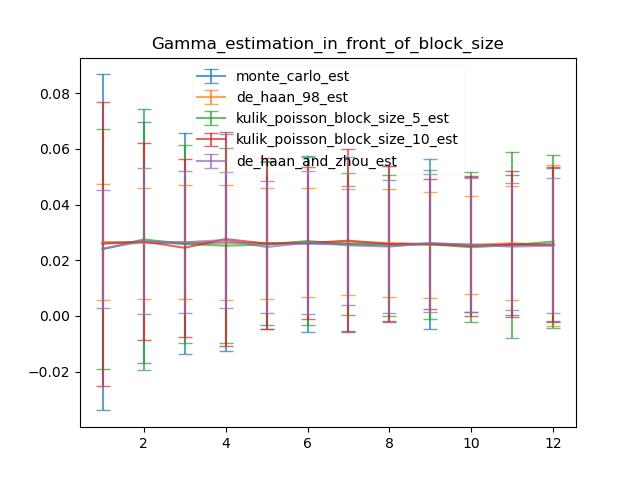 Gamma_estimation_in_front_of_block_size
monte_carlo_est
de_haan_98_est
kulik_poisson_block_size_5_est
kulik_poisson_block_size_10_est
de_haan_and_zhou_est
0.08
0.06
0.04
0.02
0.00
−0.02
2 4 6 8 10 12